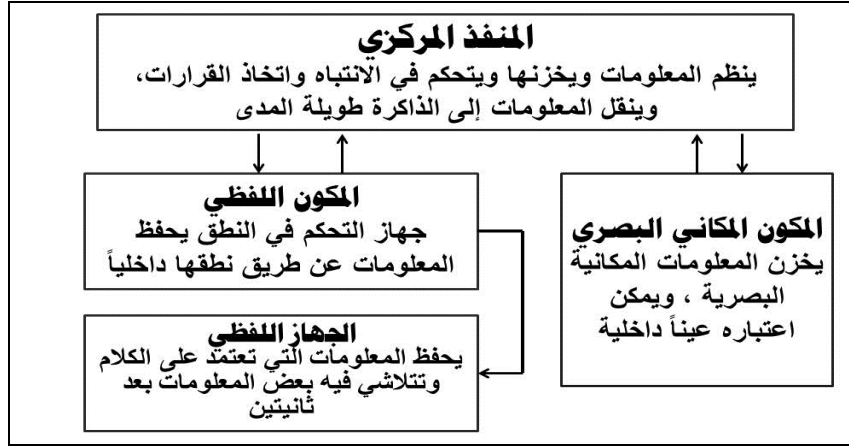 المنفذ المركزي
ينظم المعلومات ويخزنها ويتحكم في الانتباه واتخاذ القرارات،
وينقل المعلومات إلى الذاكرة طويلة المدى
المكون اللفظي
جهاز التحكم في النطق يحفظ
المعلومات عن طريق نطقها داخلياً
المكون المكاني البصري
يخزن المعلومات المكانية
البصرية ، ويمكن
اعتباره عيناً داخلية
الجهاز اللفظي
يحفظ المعلومات التي تعتمد على الكلام
وتتلاشي فيه بعض المعلومات بعد
ثانيتين